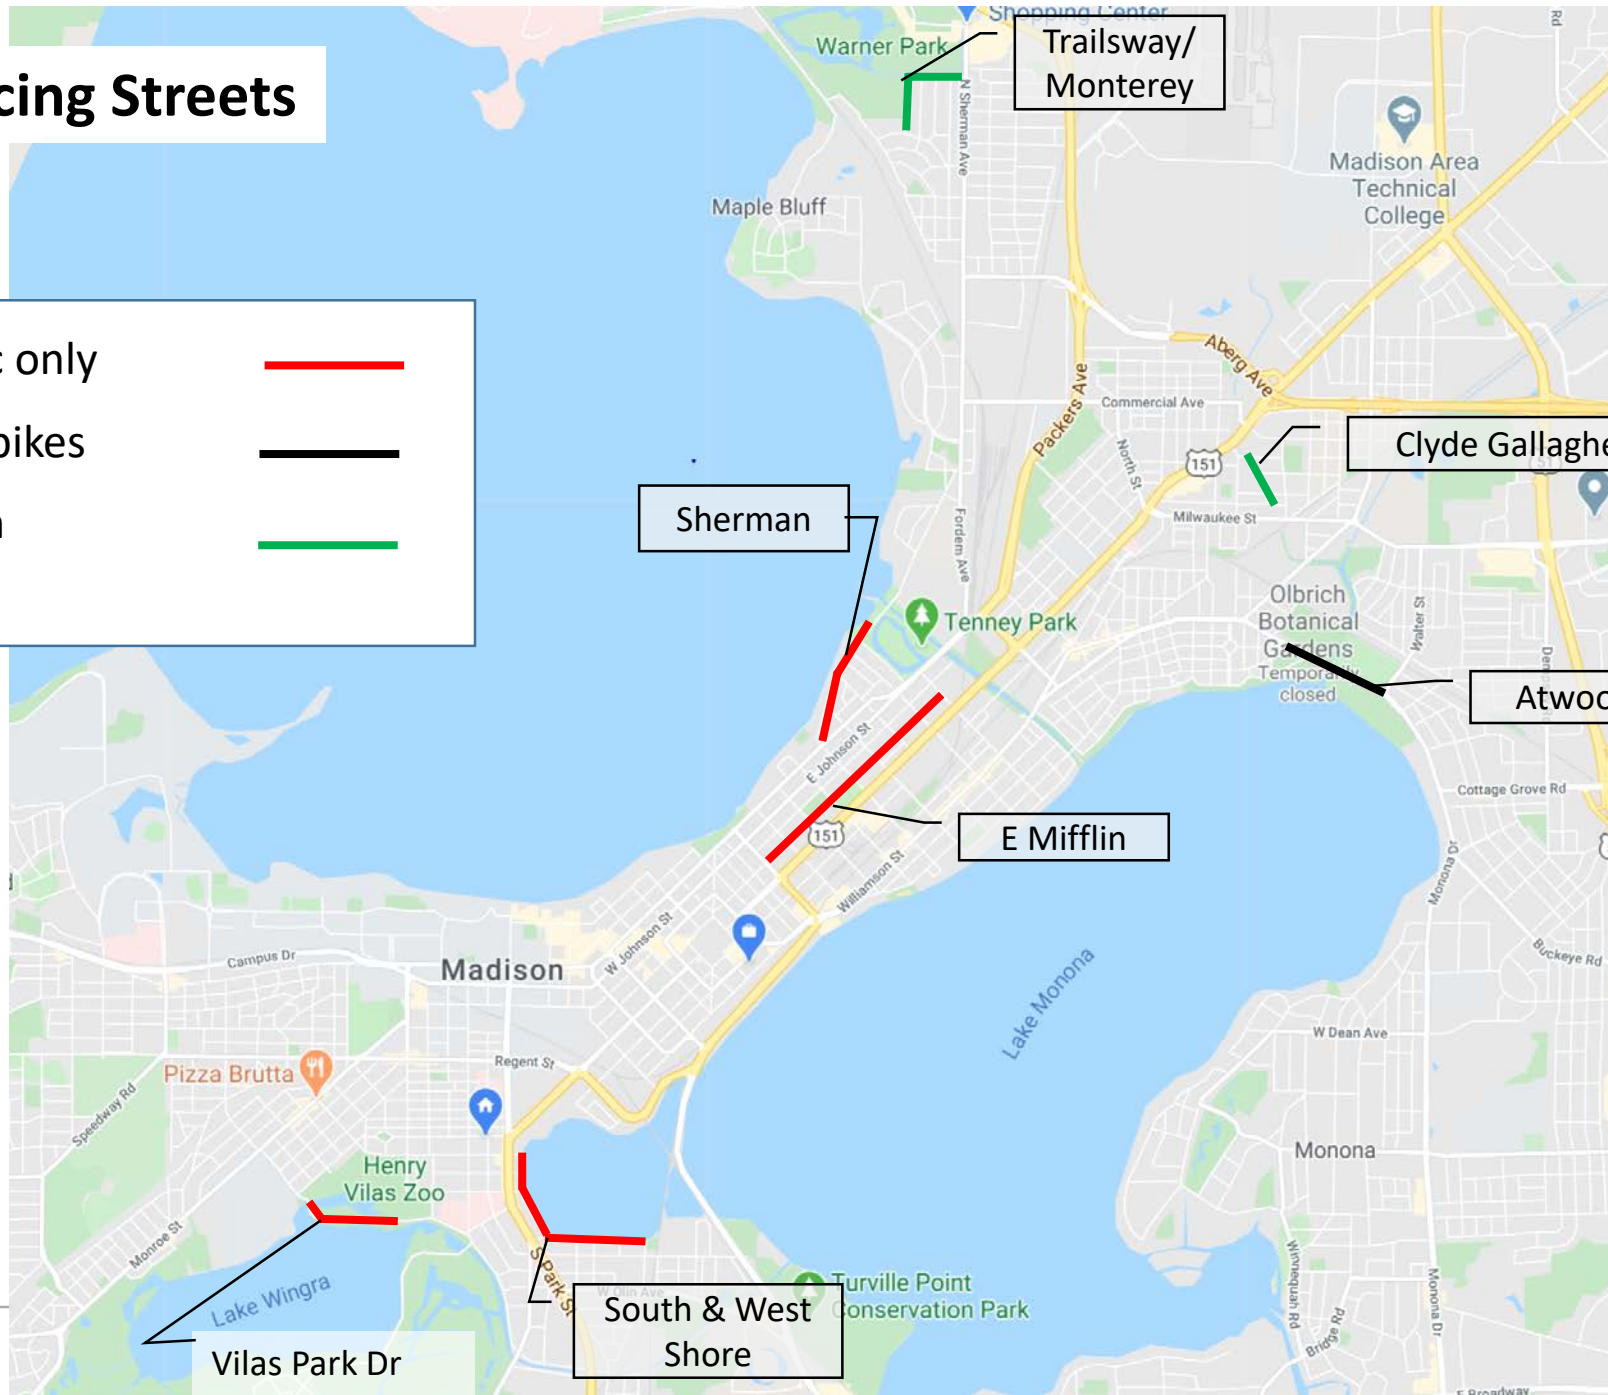 Shopping Center
Warner Park
Trailsway/
Monterey
cing Streets
N Sherman Ave
Rd
Madison Area
Technical
College
Maple Bluff
c only
bikes
Aberg Ave
Commercial Ave
Packers Ave
North St
151
Clyde Gallaghe
51
Sherman
Milwaukee St
Fordem Ave
Olbrich
Botanical
Gardens
Temporarily
closed
Walter St
Tenney Park
Atwoo
E Johnson St
Cottage Grove Rd
151
E Mifflin
Williamson St
Monona Dr
W Johnson St
Campus Dr
Madison
Buckeye Rd
Lake Monona
W Dean Ave
Regent St
Pizza Brutta
Speedway Rd
Monona
Henry
Vilas Zoo
Monroe St
S Park St
Lake Wingra
W Olin Ave
Turville Point
Conservation Park
South & West
Shore
Vilas Park Dr
Winnequah Rd
Bridge Rd
Monona Dr
E Broadway